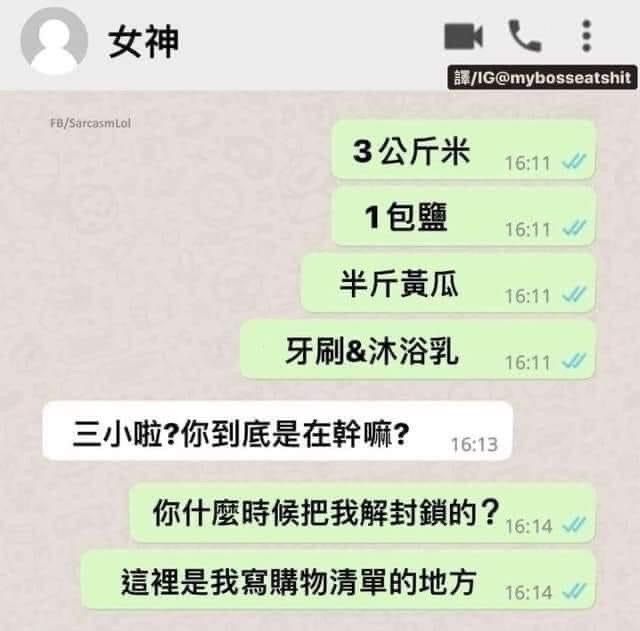 女神
譯/IG@mybosseatshit
FB/SarcasmLol
3公斤米 16:11
1包鹽 16:11
半斤黃瓜 16:11
牙刷&沐浴乳 16:11
三小啦?你到底是在幹嘛? 16:13
你什麼時候把我解封鎖的? 16:14
這裡是我寫購物清單的地方 16:14